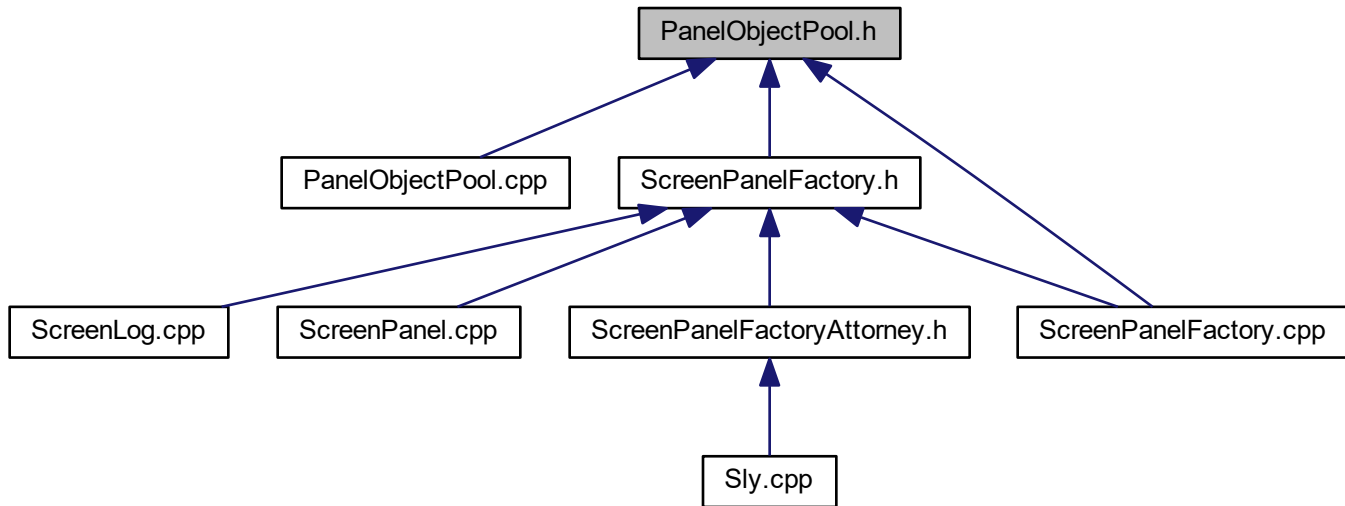 PanelObjectPool.h
PanelObjectPool.cpp
ScreenPanelFactory.h
ScreenLog.cpp
ScreenPanel.cpp
ScreenPanelFactoryAttorney.h
ScreenPanelFactory.cpp
Sly.cpp